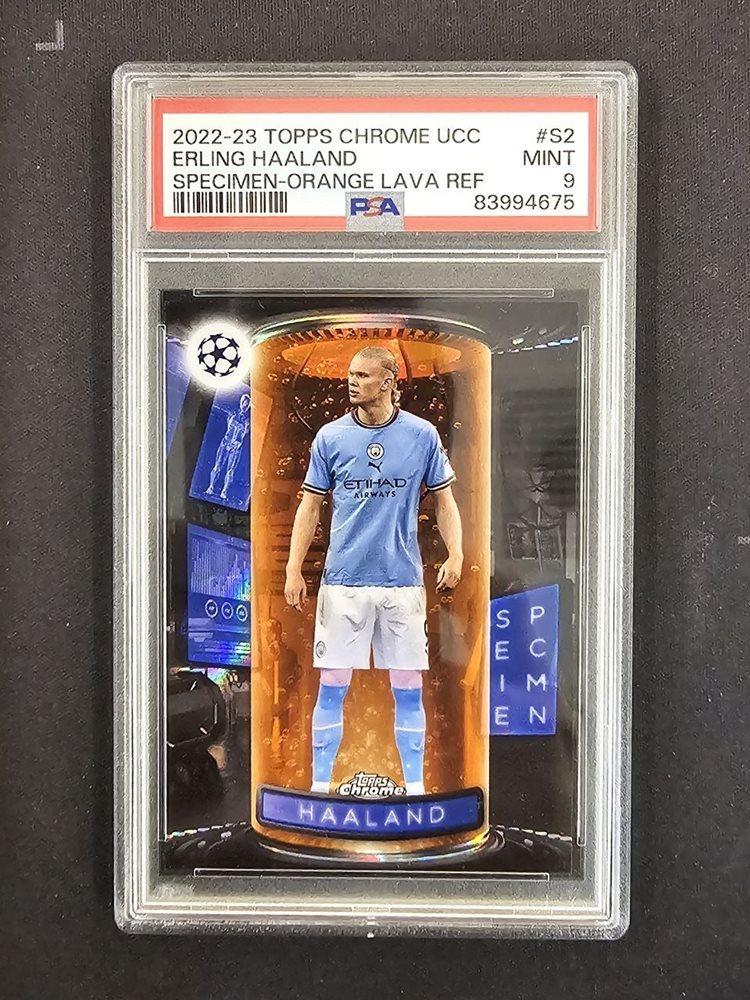 2022-23 TOPPS CHROME UCC #S2
ERLING HAALAND MINT
SPECIMEN-ORANGE LAVA REF 9
PSA 83994675
ETIHAD
AIRWAYS
S P
E C
I M
E N
Topps
Chrome
HAALAND